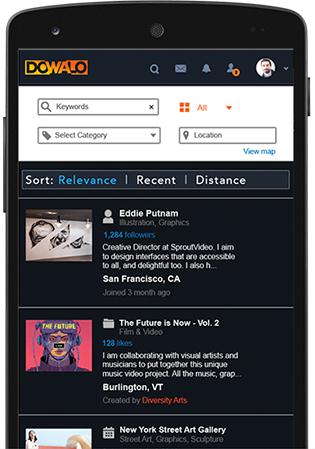 DOWALO
Keywords ×
All
Select Category
Location
View map
Sort: Relevance | Recent | Distance
Eddie Putnam
Illustration, Graphics
1,284 followers
Creative Director at SproutVideo. I aim
to design interfaces that are accessible
to all, and delightful too. I also h...
San Francisco, CA
Joined 3 month ago
THE FUTURE
The Future is Now - Vol. 2
Film & Video
128 likes
I am collaborating with visual artists and
musicians to put together this unique
music video project. All the music, grap...
Burlington, VT
Created by Diversity Arts
New York Street Art Gallery
Street Art, Graphics, Sculpture